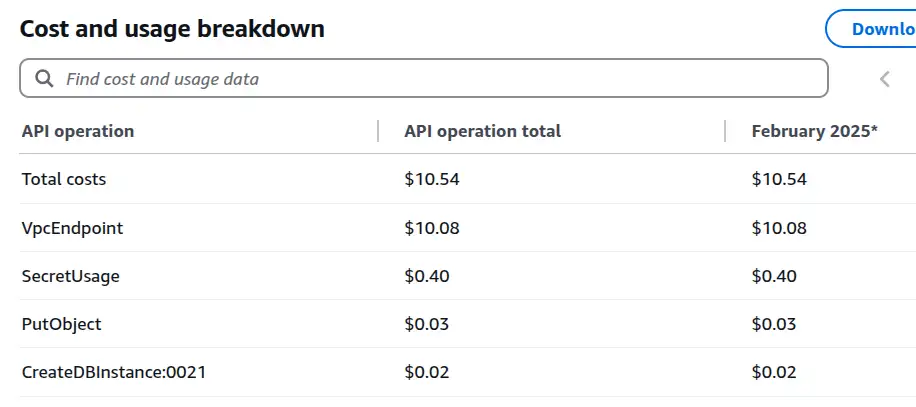 Cost and usage breakdown
Downlo
Find cost and usage data
API operation API operation total February 2025*
Total costs $10.54 $10.54
VpcEndpoint $10.08 $10.08
SecretUsage $0.40 $0.40
PutObject $0.03 $0.03
CreateDBInstance:0021 $0.02 $0.02